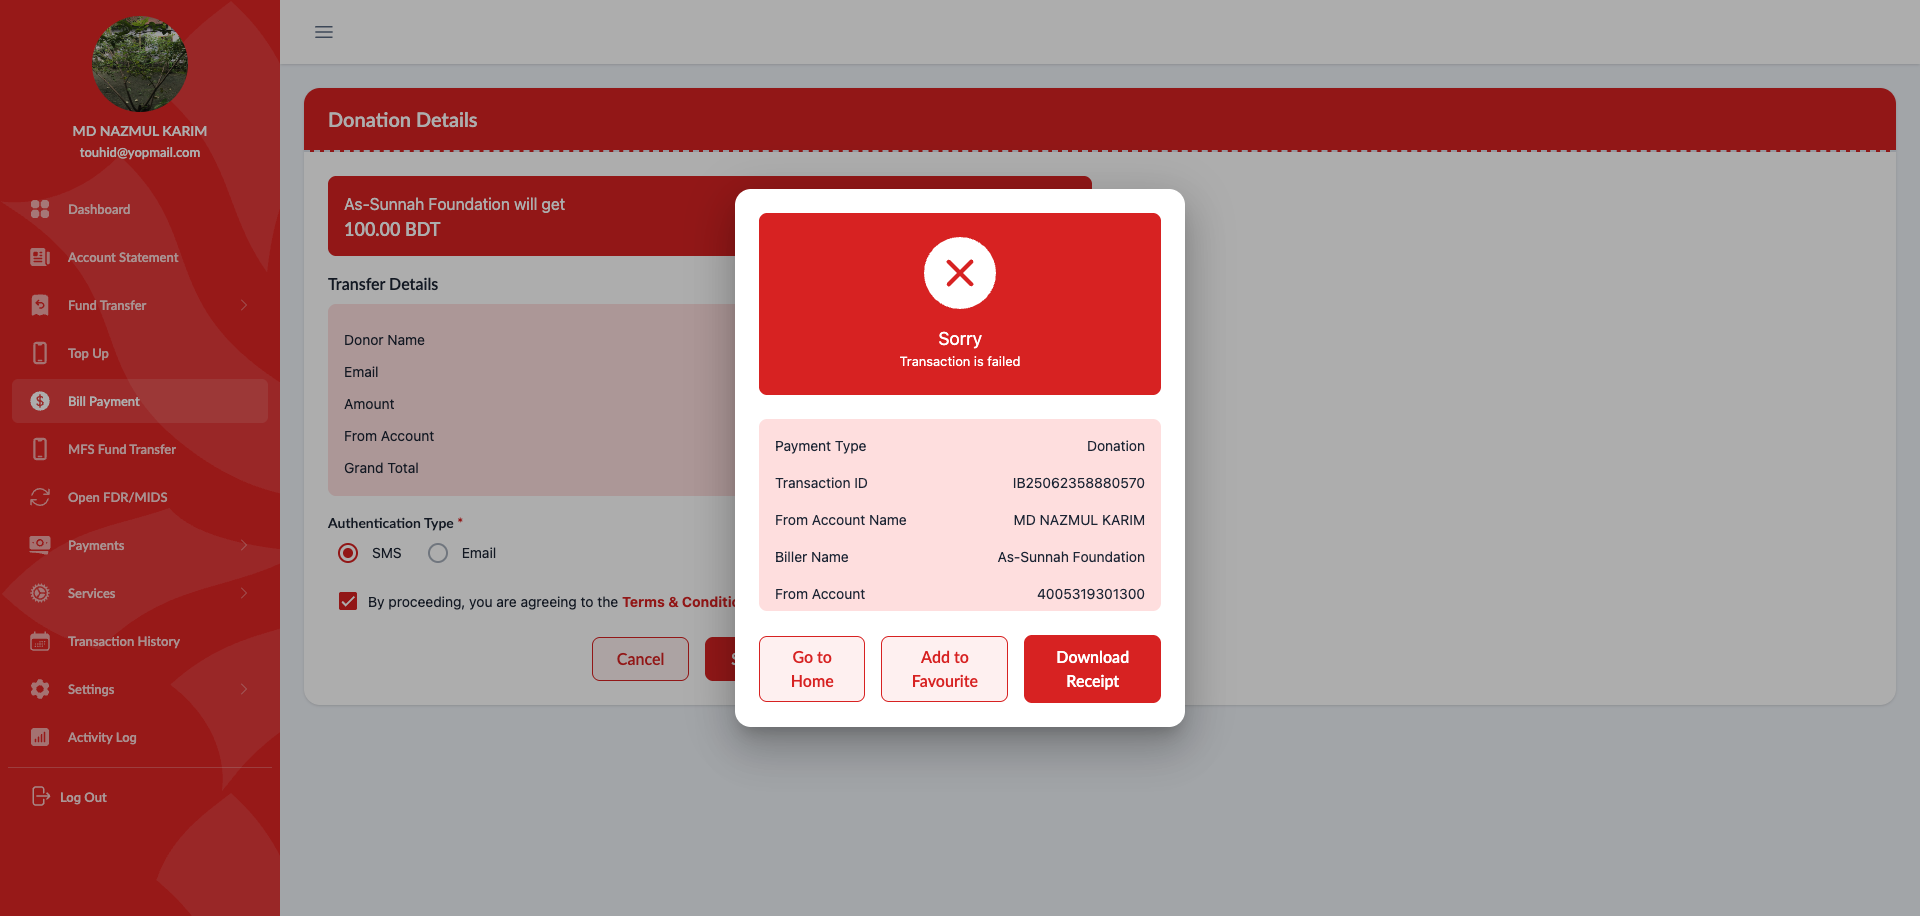 MD NAZMUL KARIM
touhid@yopmail.com
Dashboard
Account Statement
Fund Transfer
Top Up
Bill Payment
MFS Fund Transfer
Open FDR/MIDS
Payments
Services
Transaction History
Settings
Activity Log
Log Out
Donation Details
As-Sunnah Foundation will get
100.00 BDT
Transfer Details
Donor Name
Email
Amount
From Account
Grand Total
Authentication Type *
SMS Email
By proceeding, you are agreeing to the Terms &
Cancel
Sorry
Transaction is failed
Payment Type Donation
Transaction ID IB25062358880570
From Account Name MD NAZMUL KARIM
Biller Name As-Sunnah Foundation
From Account 4005319301300
Go to
Home
Add to
Favourite
Download
Receipt